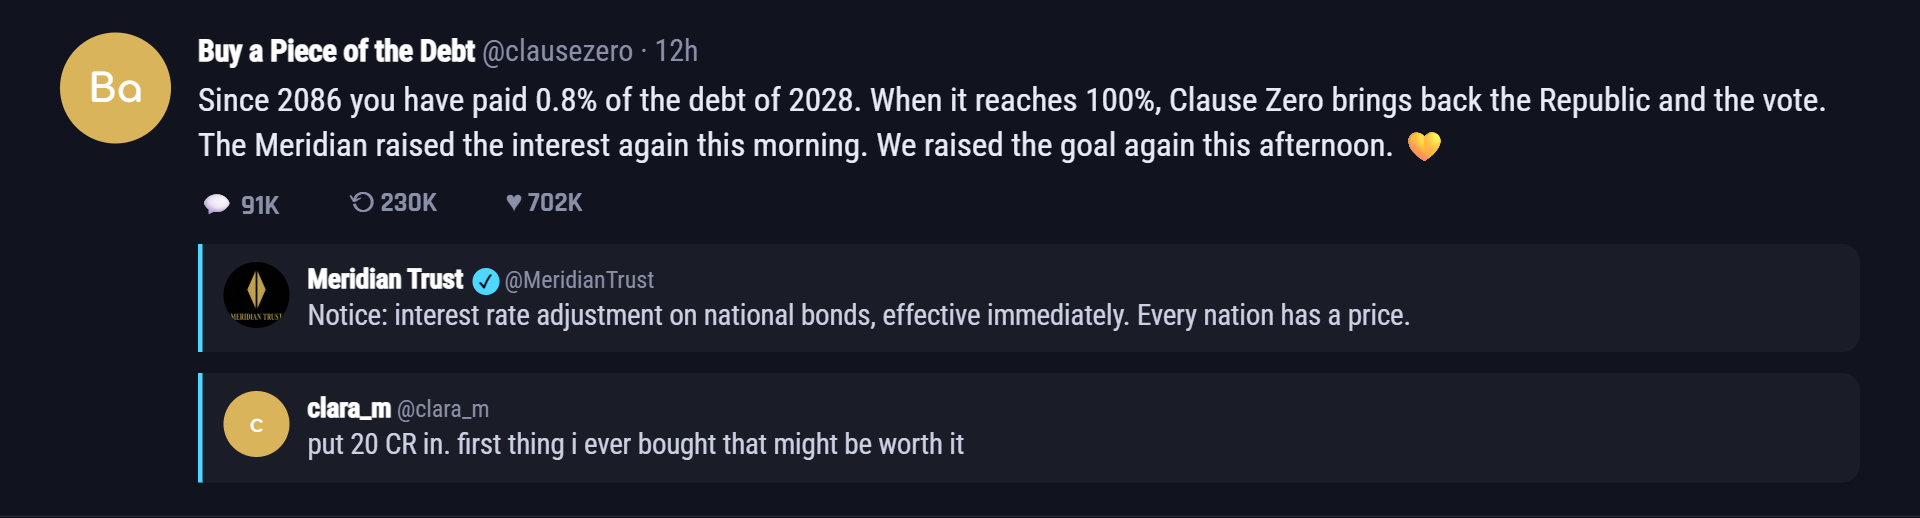 Ba
Buy a Piece of the Debt @clausezero · 12h
Since 2086 you have paid 0.8% of the debt of 2028. When it reaches 100%, Clause Zero brings back the Republic and the vote.
The Meridian raised the interest again this morning. We raised the goal again this afternoon. 💛
💬 91K ⟲ 230K ♥ 702K
MERIDIAN TRUST
Meridian Trust ✓ @MeridianTrust
Notice: interest rate adjustment on national bonds, effective immediately. Every nation has a price.
c
clara_m @clara_m
put 20 CR in. first thing i ever bought that might be worth it